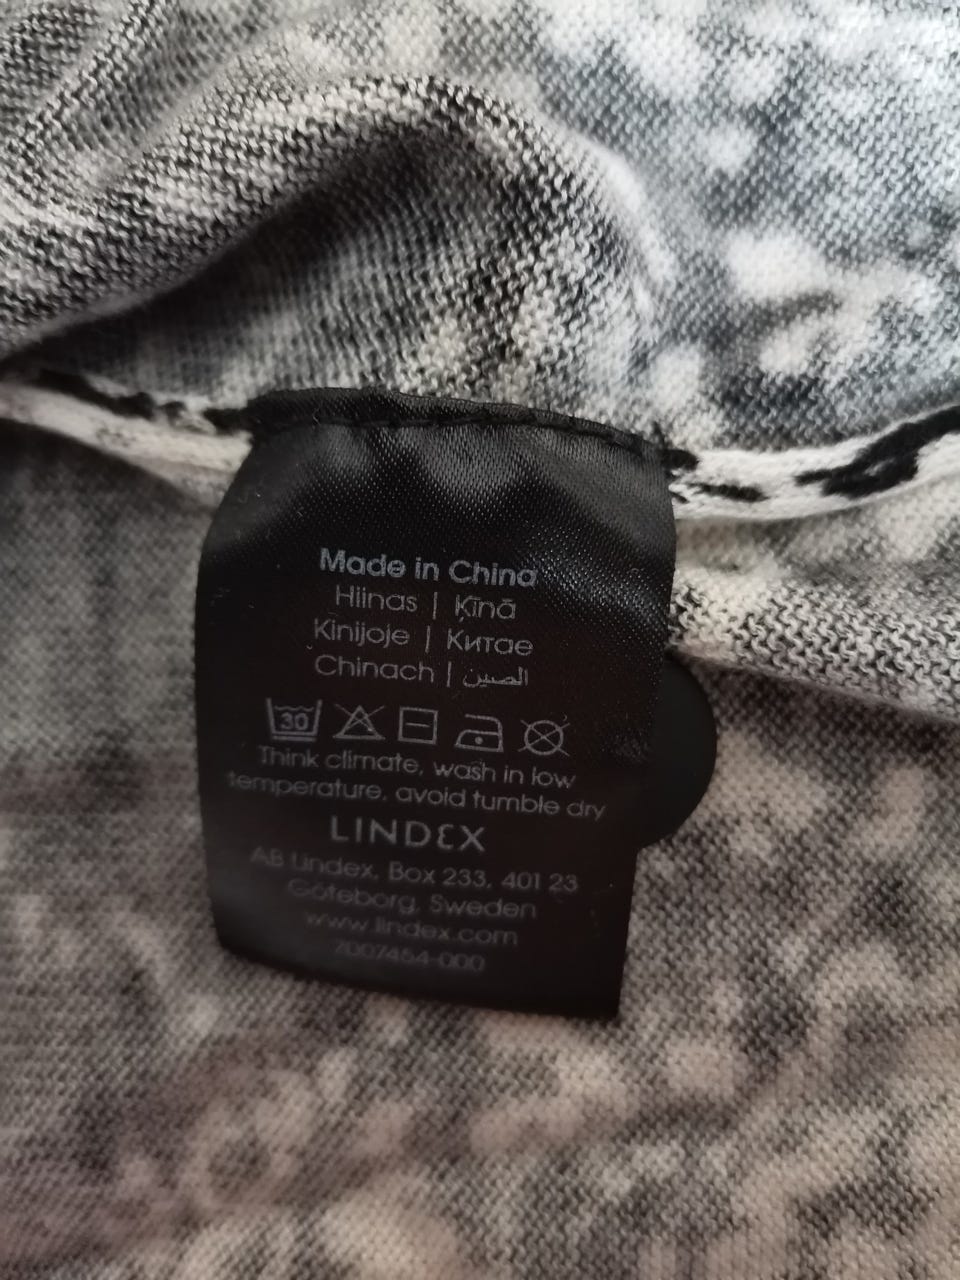 Made in China
Hiinas | Ķīnā
Kinijoje | Китае
Chinach | الصين
30
Think climate, wash in low
temperature, avoid tumble dry
LINDEX
AB Lindex, Box 233, 401 23
Göteborg, Sweden
www.lindex.com
7007454-000